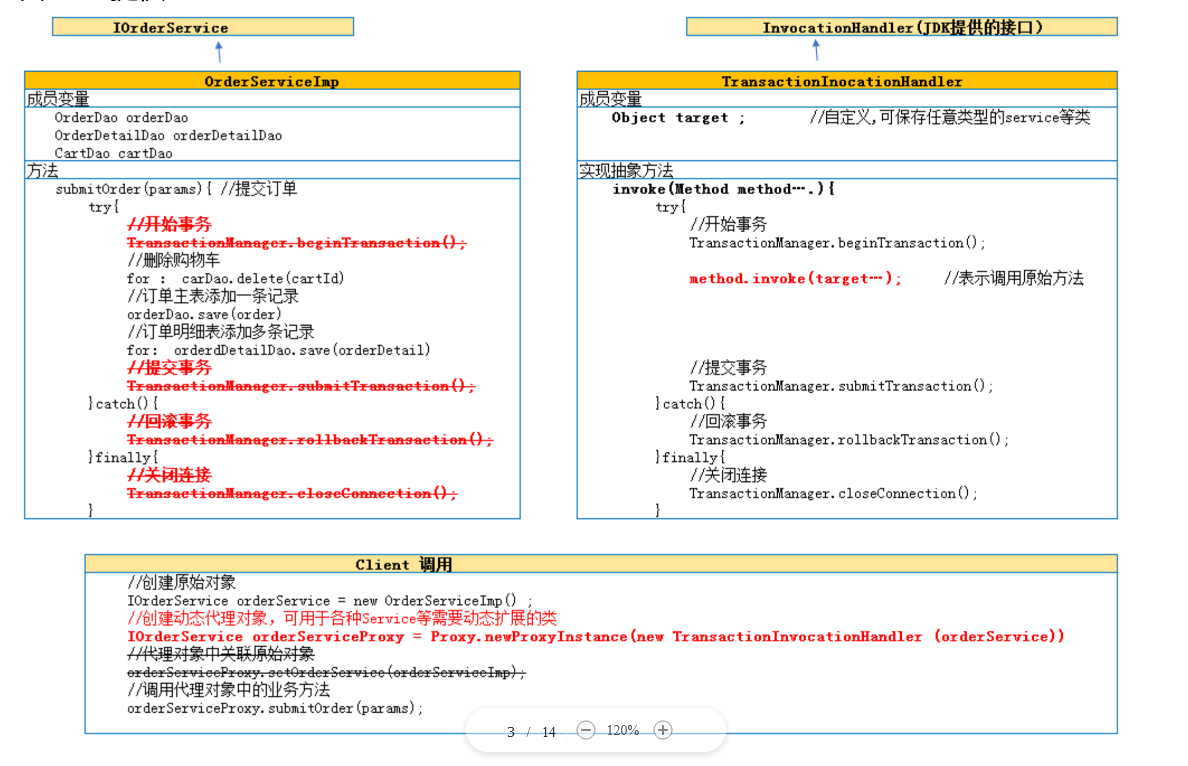 IOrderService
OrderServiceImp
成员变量
OrderDao orderDao
OrderDetailDao orderDetailDao
CartDao cartDao
方法
submitOrder(params){ //提交订单
try{
//开始事务
TransactionManager.beginTransaction();
//删除购物车
for : carDao.delete(cartId)
//订单主表添加一条记录
orderDao.save(order)
//订单明细表添加多条记录
for: orderdDetailDao.save(orderDetail)
//提交事务
TransactionManager.submitTransaction();
}catch(){
//回滚事务
TransactionManager.rollbackTransaction();
}finally{
//关闭连接
TransactionManager.closeConnection();
}
InvocationHandler(JDK提供的接口)
TransactionInocationHandler
成员变量
Object target ; //自定义,可保存任意类型的service等类
实现抽象方法
invoke(Method method….){
try{
//开始事务
TransactionManager.beginTransaction();
method.invoke(target…); //表示调用原始方法
//提交事务
TransactionManager.submitTransaction();
}catch(){
//回滚事务
TransactionManager.rollbackTransaction();
}finally{
//关闭连接
TransactionManager.closeConnection();
}
Client 调用
//创建原始对象
IOrderService orderService = new OrderServiceImp() ;
//创建动态代理对象，可用于各种Service等需要动态扩展的类
IOrderService orderServiceProxy = Proxy.newProxyInstance(new TransactionInvocationHandler (orderService))
//代理对象中关联原始对象
orderServiceProxy.setOrderService(orderServiceImp);
//调用代理对象中的业务方法
orderServiceProxy.submitOrder(params);
3 / 14 120%